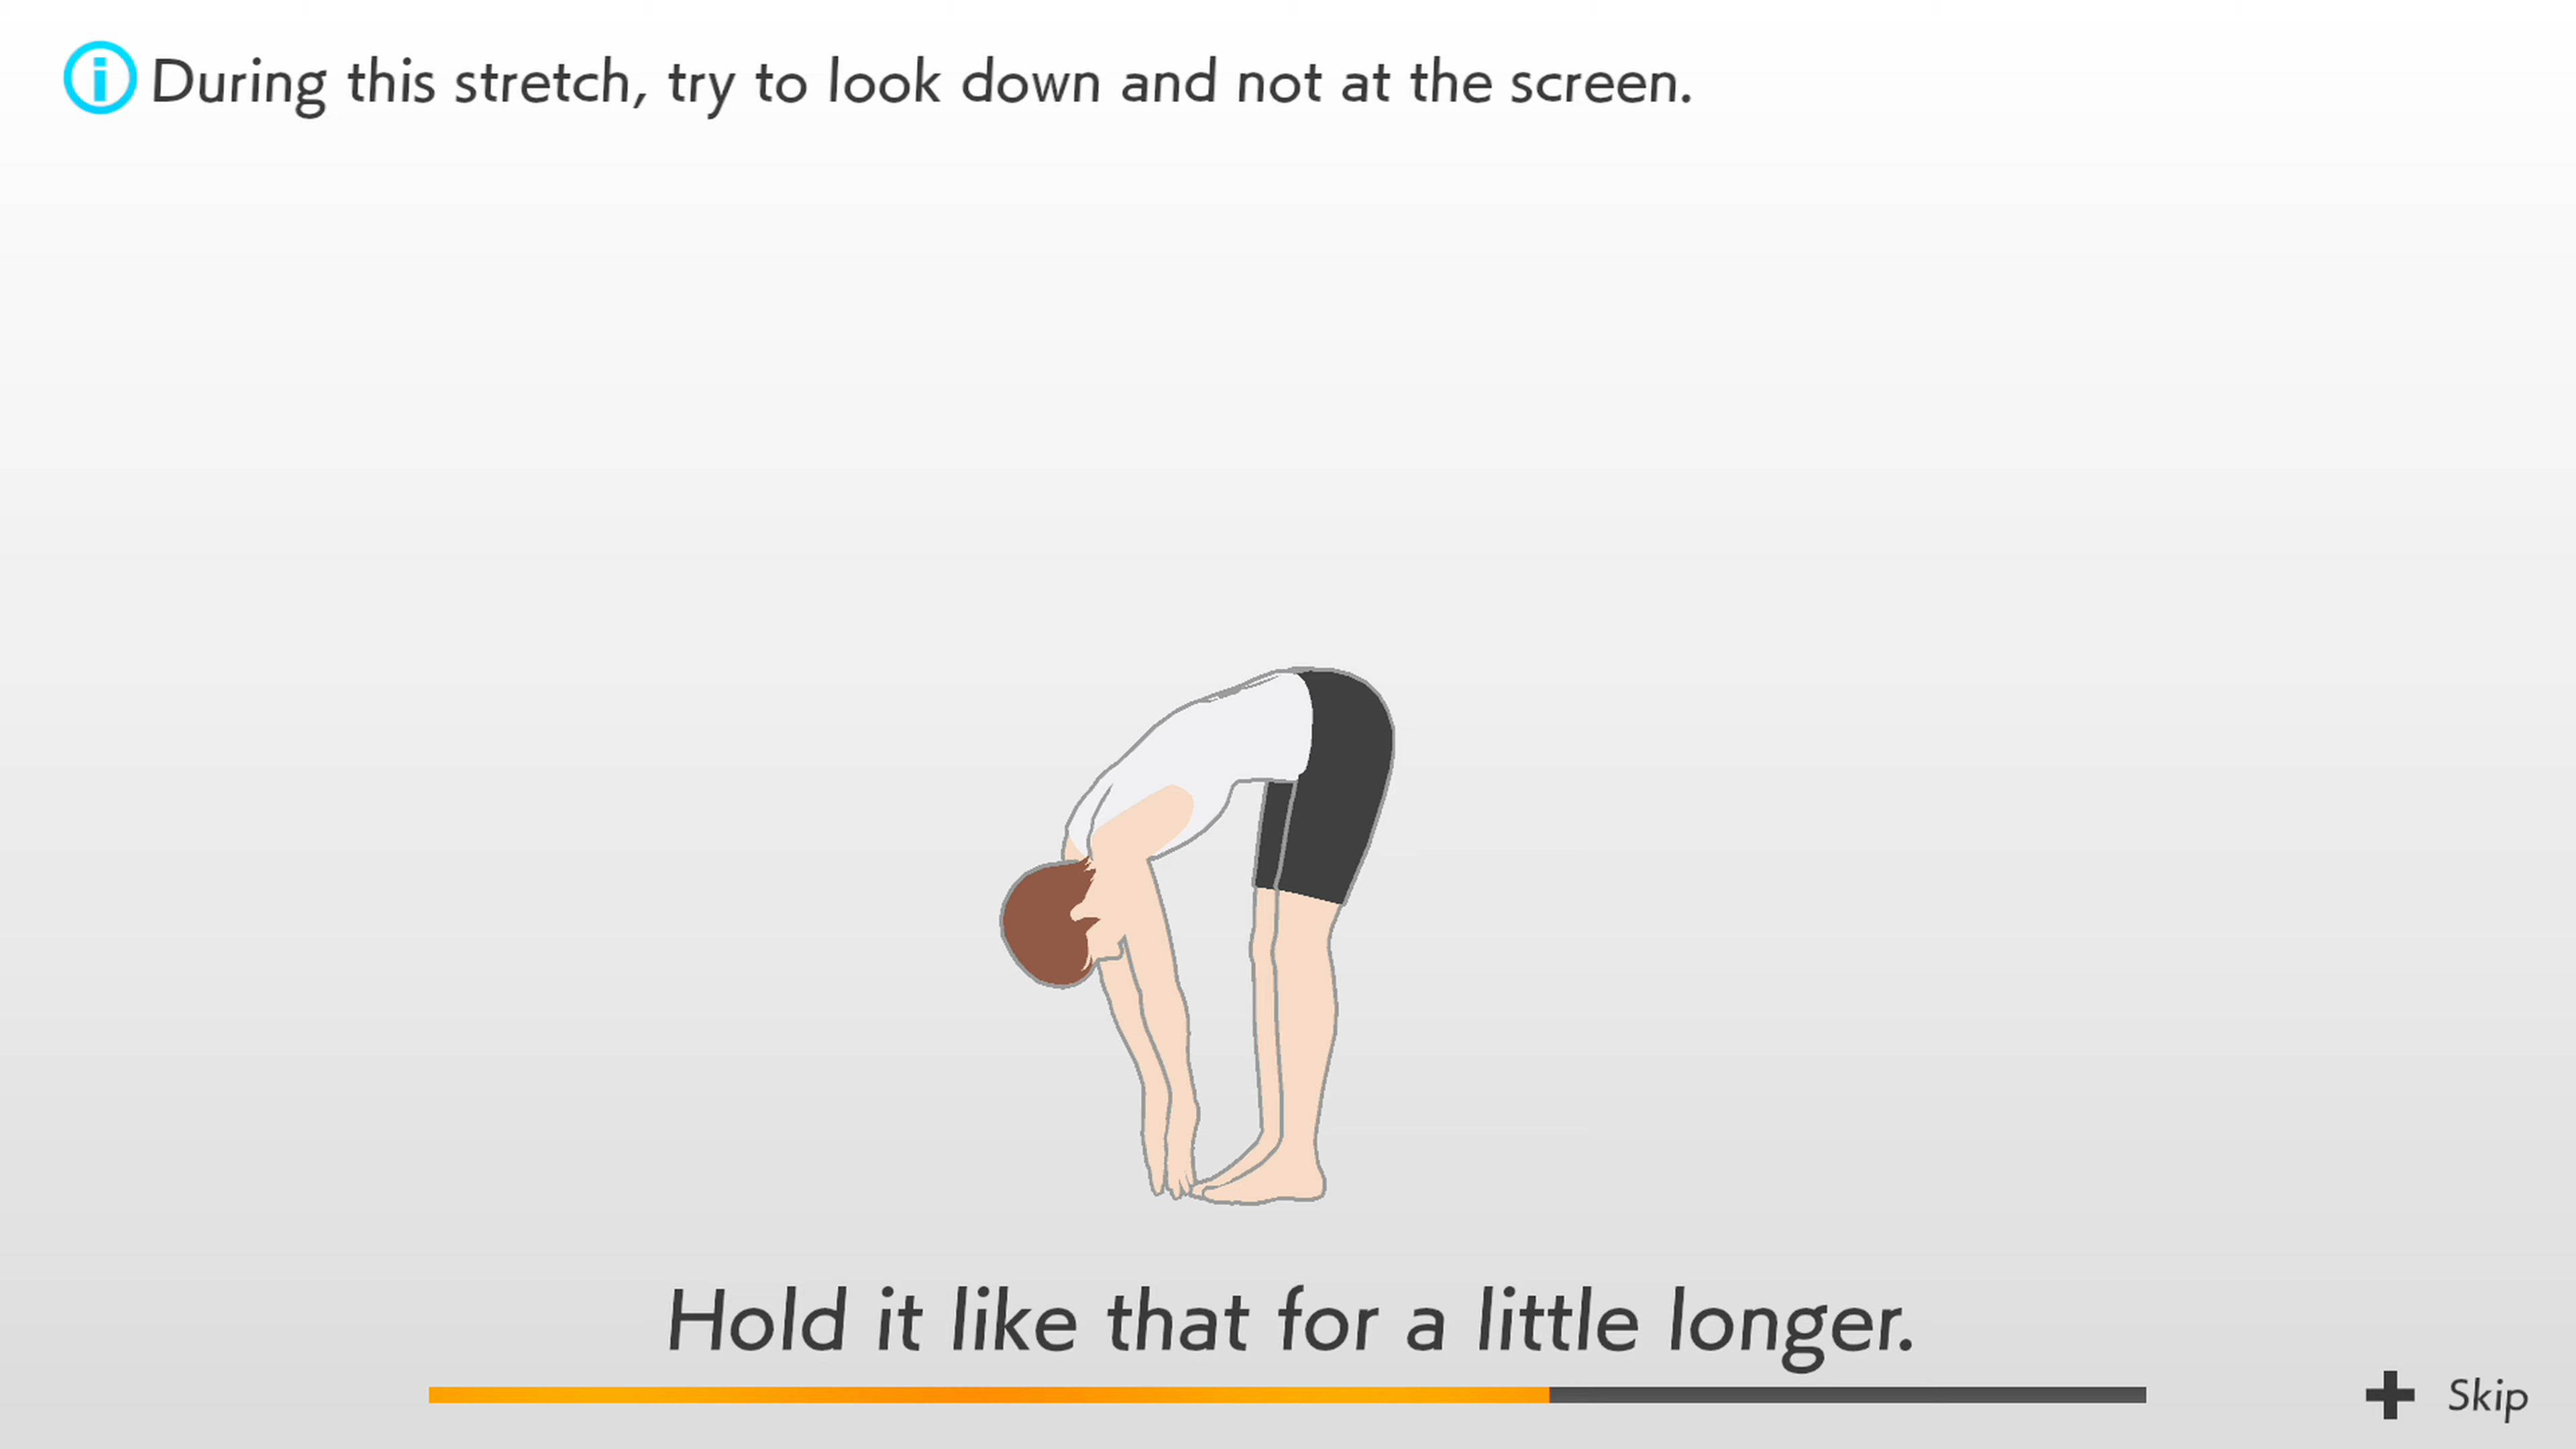 During this stretch, try to look down and not at the screen.
Hold it like that for a little longer.
Skip